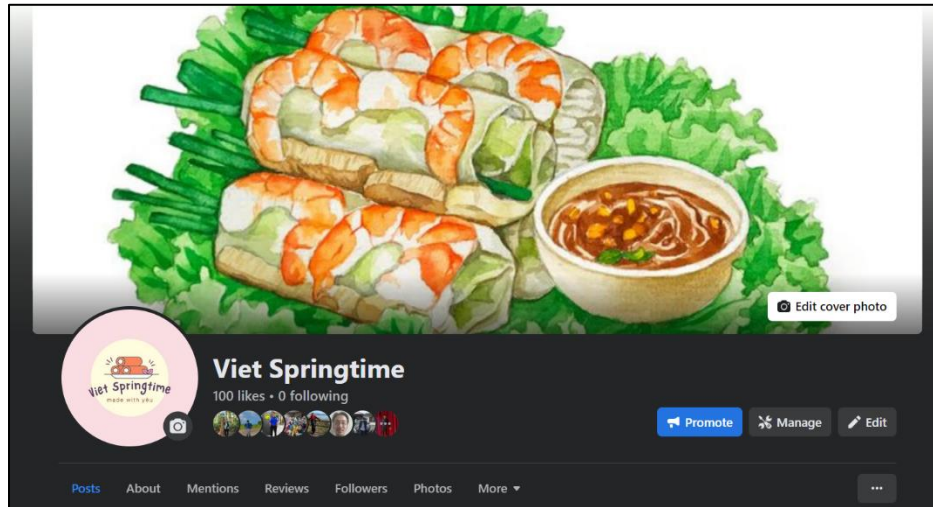 Edit cover photo
Viet Springtime
made with you
Viet Springtime
100 likes • 0 following
Promote
Manage
Edit
Posts
About
Mentions
Reviews
Followers
Photos
More